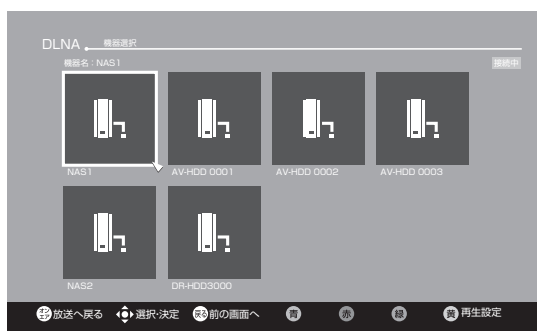 DLNA 機器選択
機器名：NAS1 接続中
NAS1 AV-HDD 0001 AV-HDD 0002 AV-HDD 0003
NAS2 DR-HDD3000
放送へ戻る 選択・決定 戻る 前の画面へ 青 赤 緑 黄 再生設定